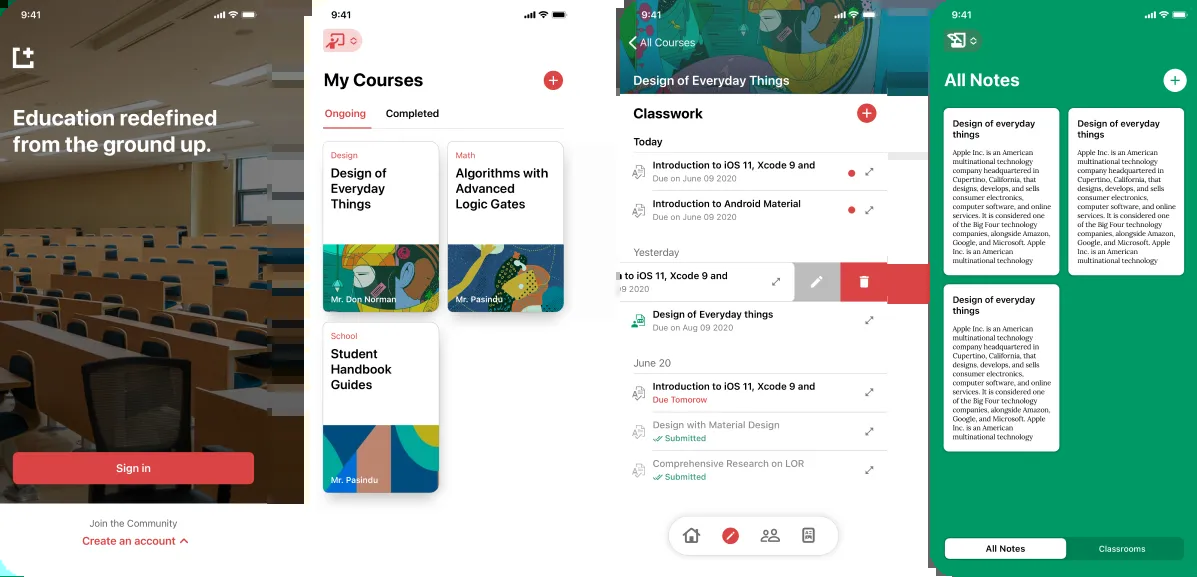 9:41
Education redefined
from the ground up.
Sign in
Join the Community
Create an account
9:41
My Courses
Ongoing
Completed
Design
Design of
Everyday
Things
Mr. Don Norman
Math
Algorithms with
Advanced
Logic Gates
Mr. Pasindu
School
Student
Handbook
Guides
Mr. Pasindu
9:41
All Courses
Design of Everyday Things
Classwork
Today
Introduction to iOS 11, Xcode 9 and
Due on June 09 2020
Introduction to Android Material
Due on June 09 2020
Yesterday
to iOS 11, Xcode 9 and
2020
Design of Everyday things
Due on Aug 09 2020
June 20
Introduction to iOS 11, Xcode 9 and
Due Tomorow
Design with Material Design
Submitted
Comprehensive Research on LOR
Submitted
9:41
All Notes
Design of everyday
things
Apple Inc. is an American
multinational technology
company headquartered in
Cupertino, California, that
designs, develops, and sells
consumer electronics,
computer software, and online
services. It is considered one
of the Big Four technology
companies, alongside Amazon,
Google, and Microsoft. Apple
Inc. is an American
multinational technology
Design of everyday
things
Apple Inc. is an American
multinational technology
company headquartered in
Cupertino, California, that
designs, develops, and sells
consumer electronics,
computer software, and online
services. It is considered one
of the Big Four technology
companies, alongside Amazon,
Google, and Microsoft. Apple
Inc. is an American
multinational technology
Design of everyday
things
Apple Inc. is an American
multinational technology
company headquartered in
Cupertino, California, that
designs, develops, and sells
consumer electronics,
computer software, and online
services. It is considered one
of the Big Four technology
companies, alongside Amazon,
Google, and Microsoft. Apple
Inc. is an American
multinational technology
All Notes
Classrooms